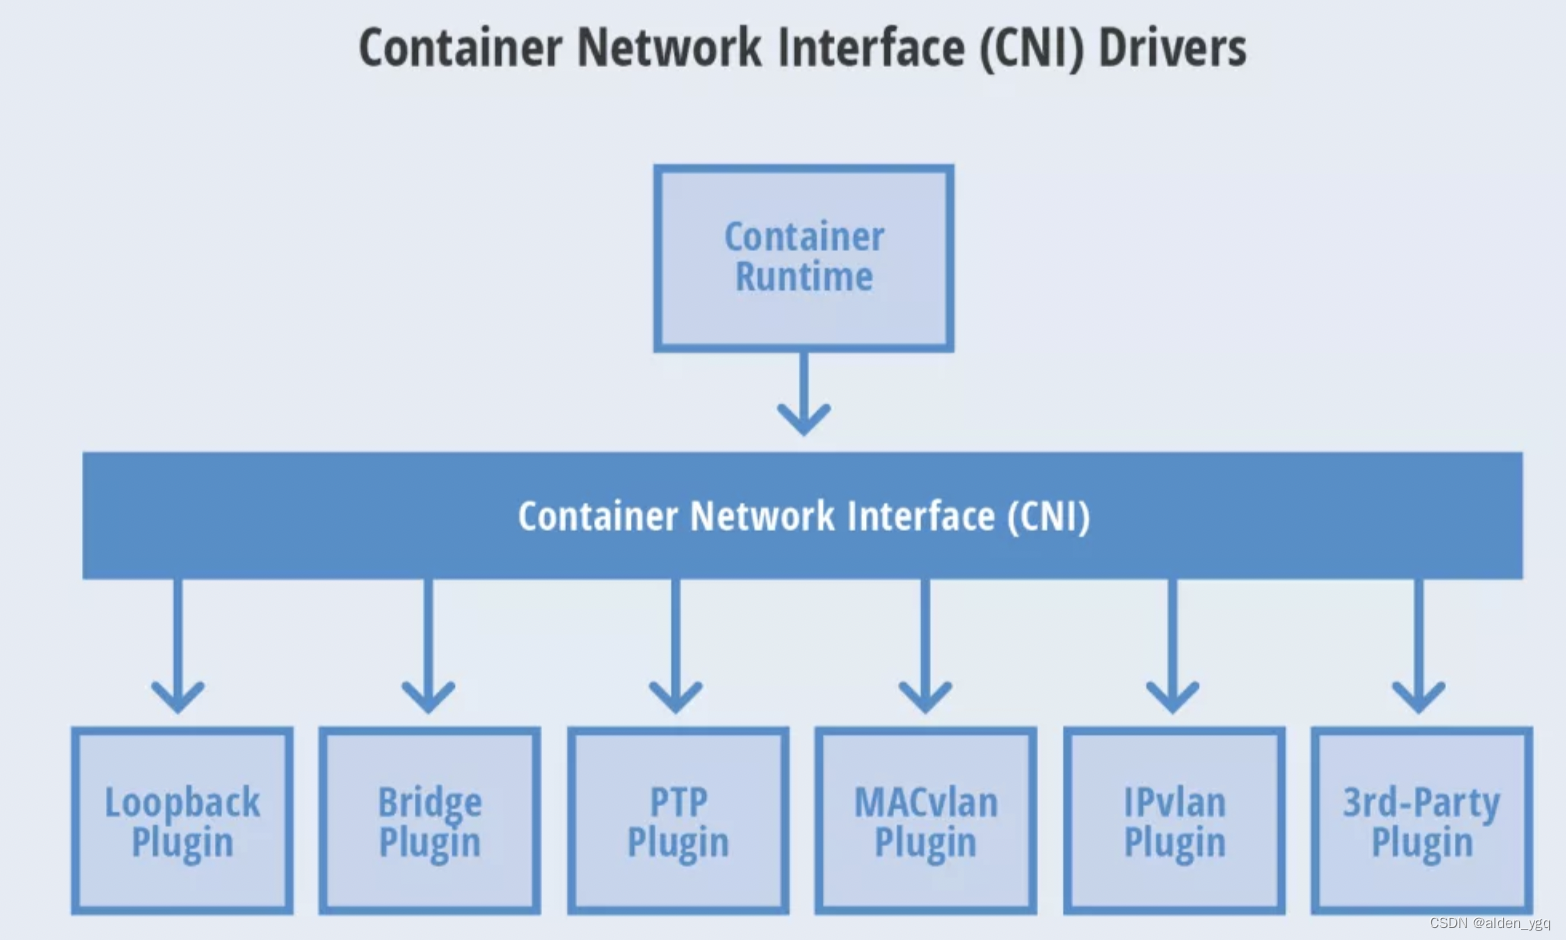 Container Network Interface (CNI) Drivers
Container
Runtime
Container Network Interface (CNI)
Loopback
Plugin
Bridge
Plugin
PTP
Plugin
MACvlan
Plugin
IPvlan
Plugin
3rd-Party
Plugin
CSDN @alden_ygq